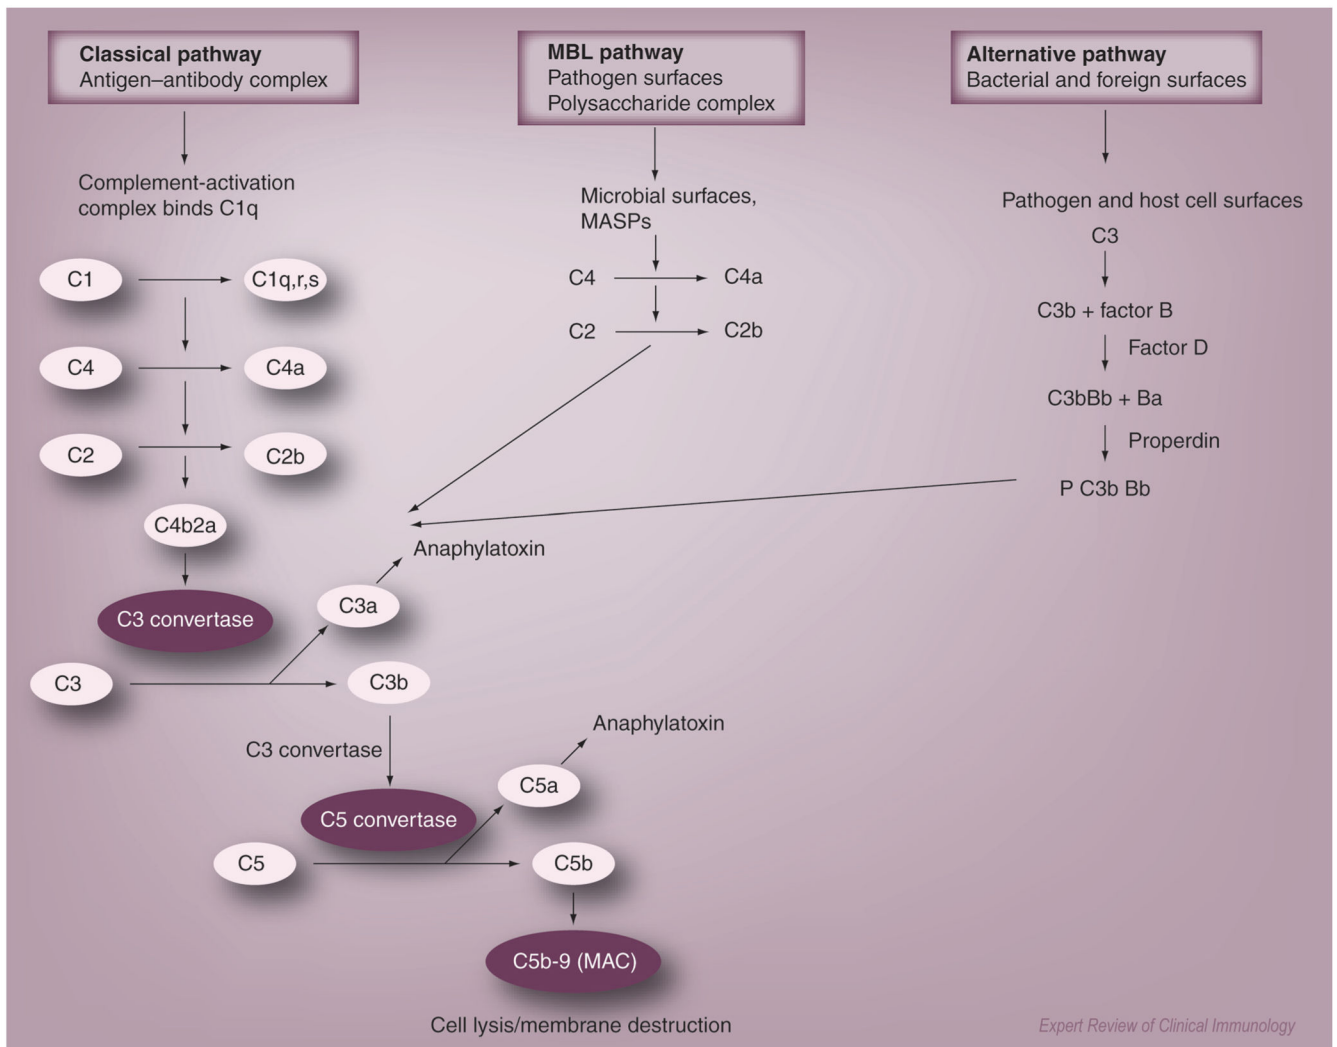 Classical pathway
Antigen–antibody complex
MBL pathway
Pathogen surfaces
Polysaccharide complex
Alternative pathway
Bacterial and foreign surfaces
Complement-activation
complex binds C1q
Microbial surfaces,
MASPs
Pathogen and host cell surfaces
C3
C1
C1q,r,s
C4
C4a
C3b + factor B
C2
C2b
Factor D
C4
C4a
C3bBb + Ba
Properdin
C2
C2b
P C3b Bb
C4b2a
Anaphylatoxin
C3 convertase
C3a
C3
C3b
Anaphylatoxin
C3 convertase
C5a
C5 convertase
C5
C5b
C5b-9 (MAC)
Cell lysis/membrane destruction
Expert Review of Clinical Immunology